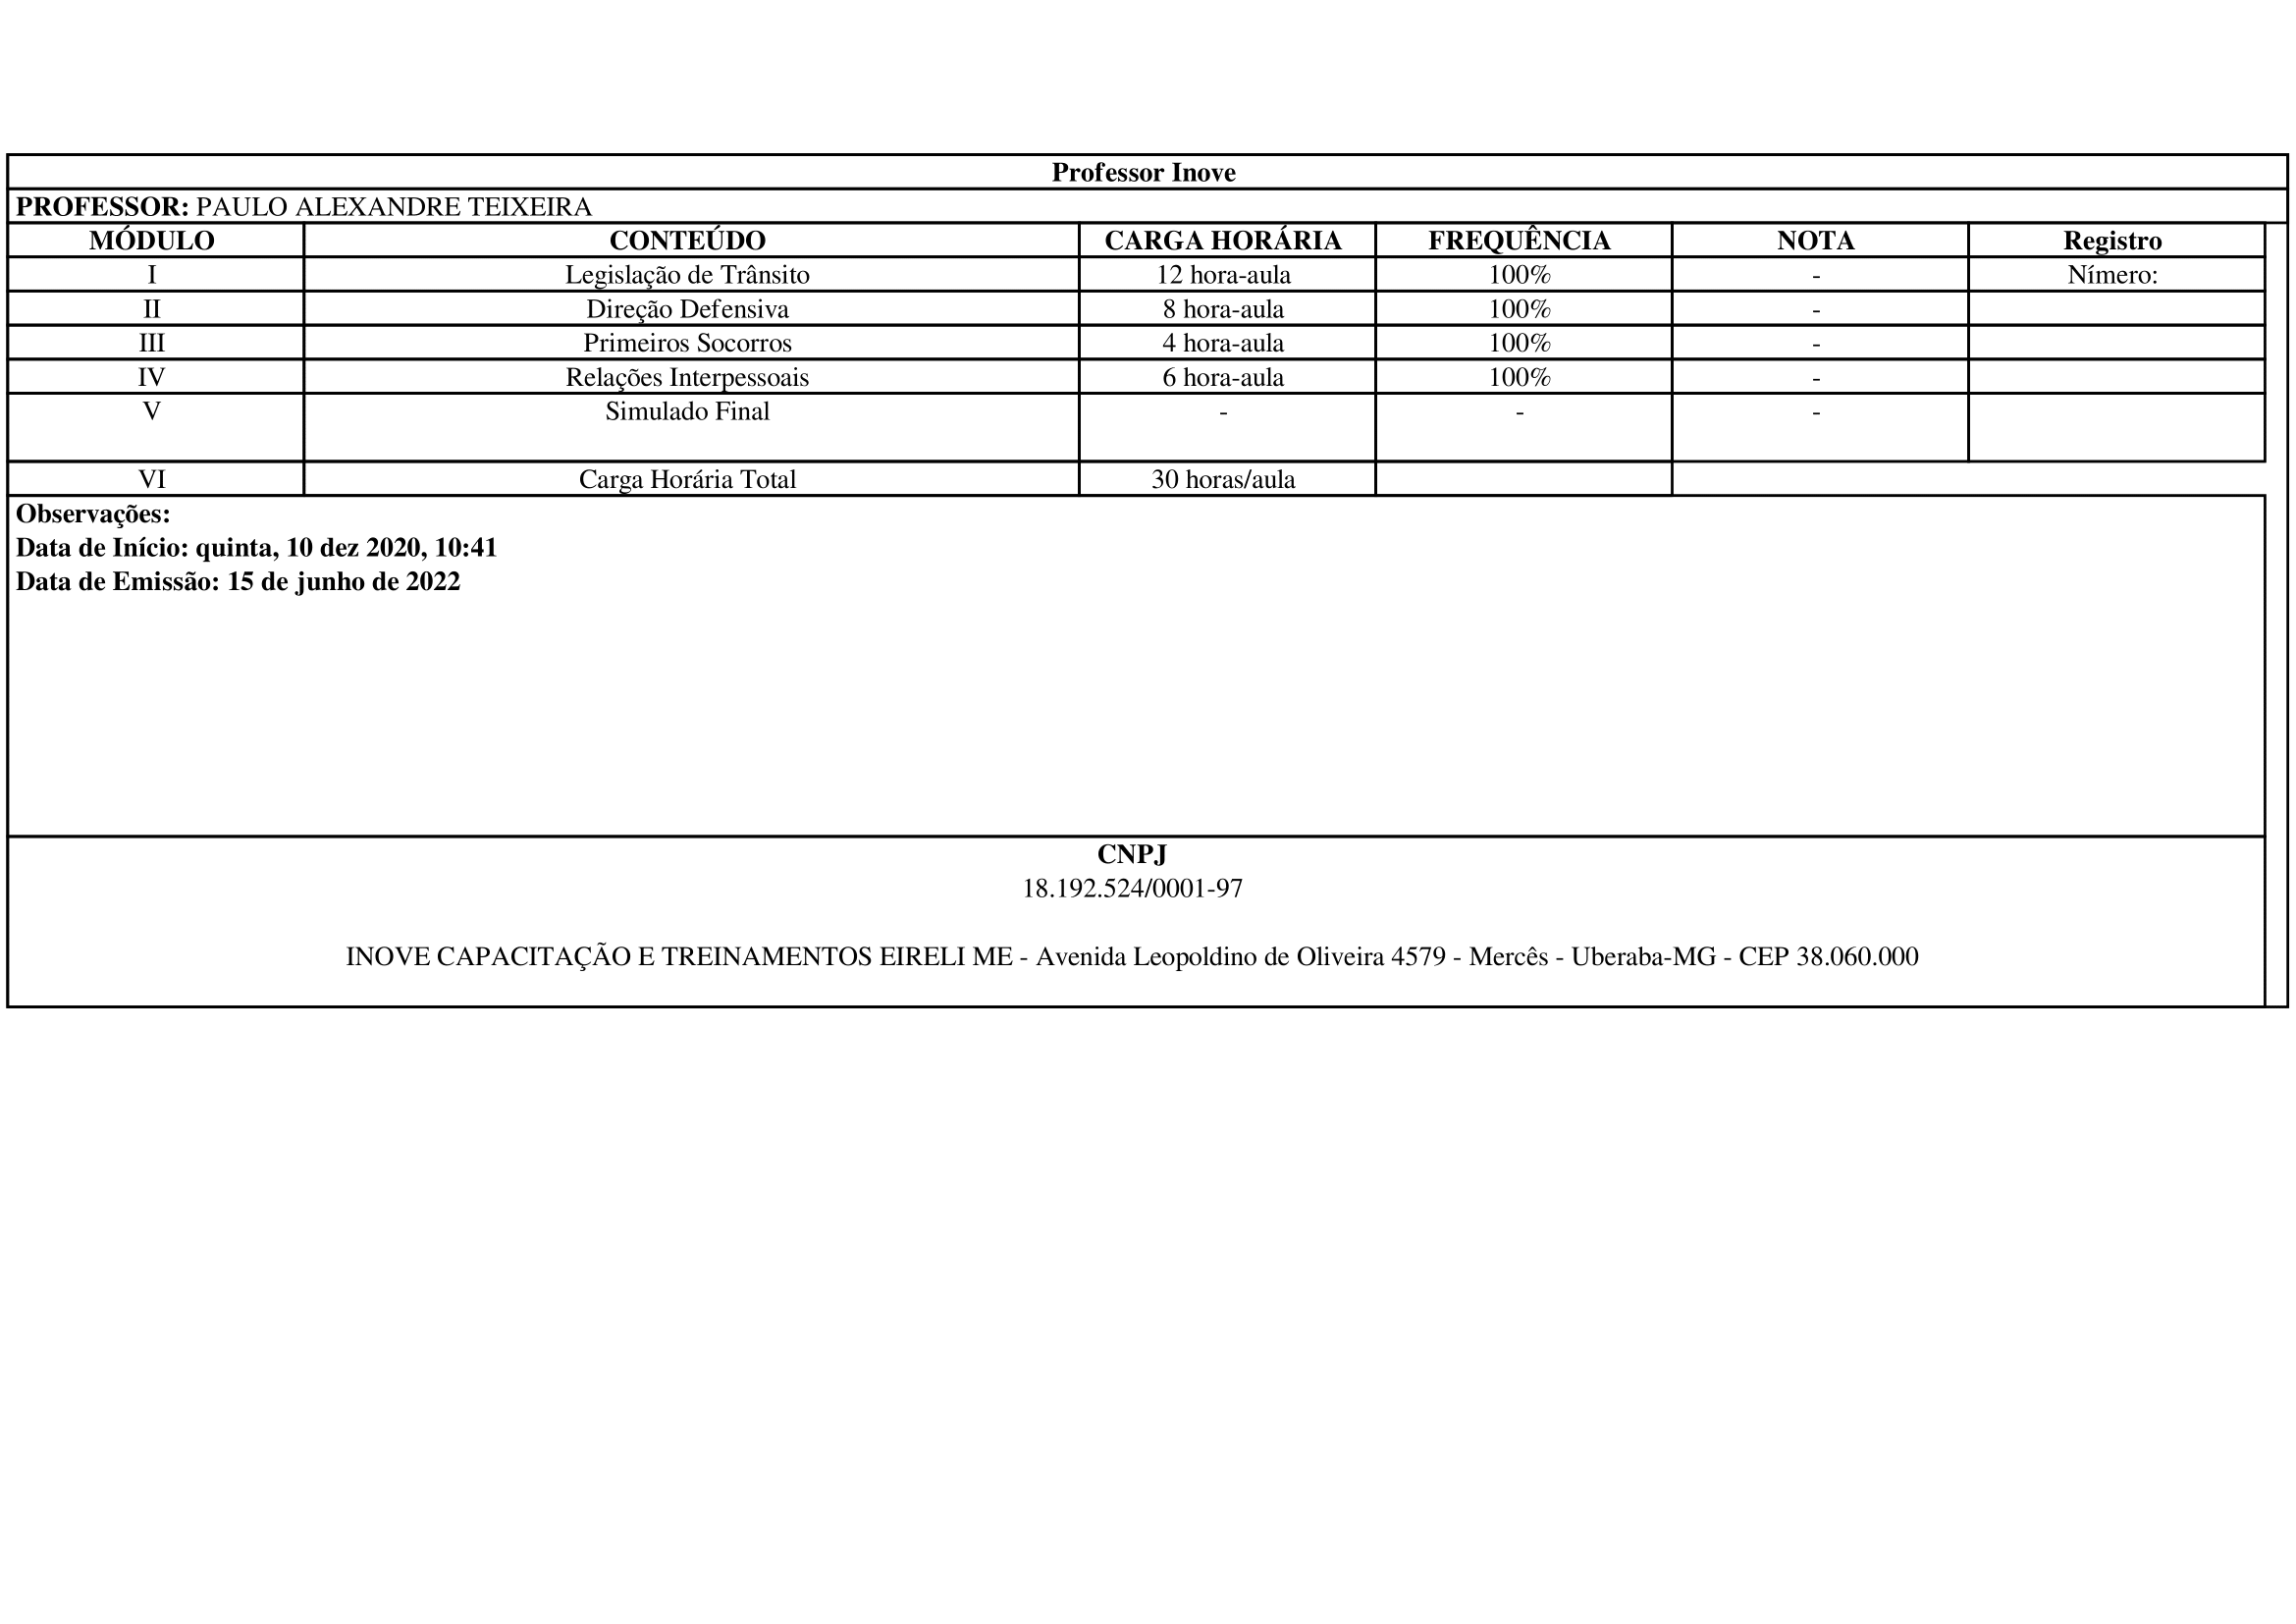 Professor Inove
PROFESSOR: PAULO ALEXANDRE TEIXEIRA
MÓDULO CONTEÚDO CARGA HORÁRIA FREQUÊNCIA NOTA Registro
I Legislação de Trânsito 12 hora-aula 100% - Nímero:
II Direção Defensiva 8 hora-aula 100% -
III Primeiros Socorros 4 hora-aula 100% -
IV Relações Interpessoais 6 hora-aula 100% -
V Simulado Final - - -
VI Carga Horária Total 30 horas/aula
Observações:
Data de Início: quinta, 10 dez 2020, 10:41
Data de Emissão: 15 de junho de 2022
CNPJ
18.192.524/0001-97
INOVE CAPACITAÇÃO E TREINAMENTOS EIRELI ME - Avenida Leopoldino de Oliveira 4579 - Mercês - Uberaba-MG - CEP 38.060.000